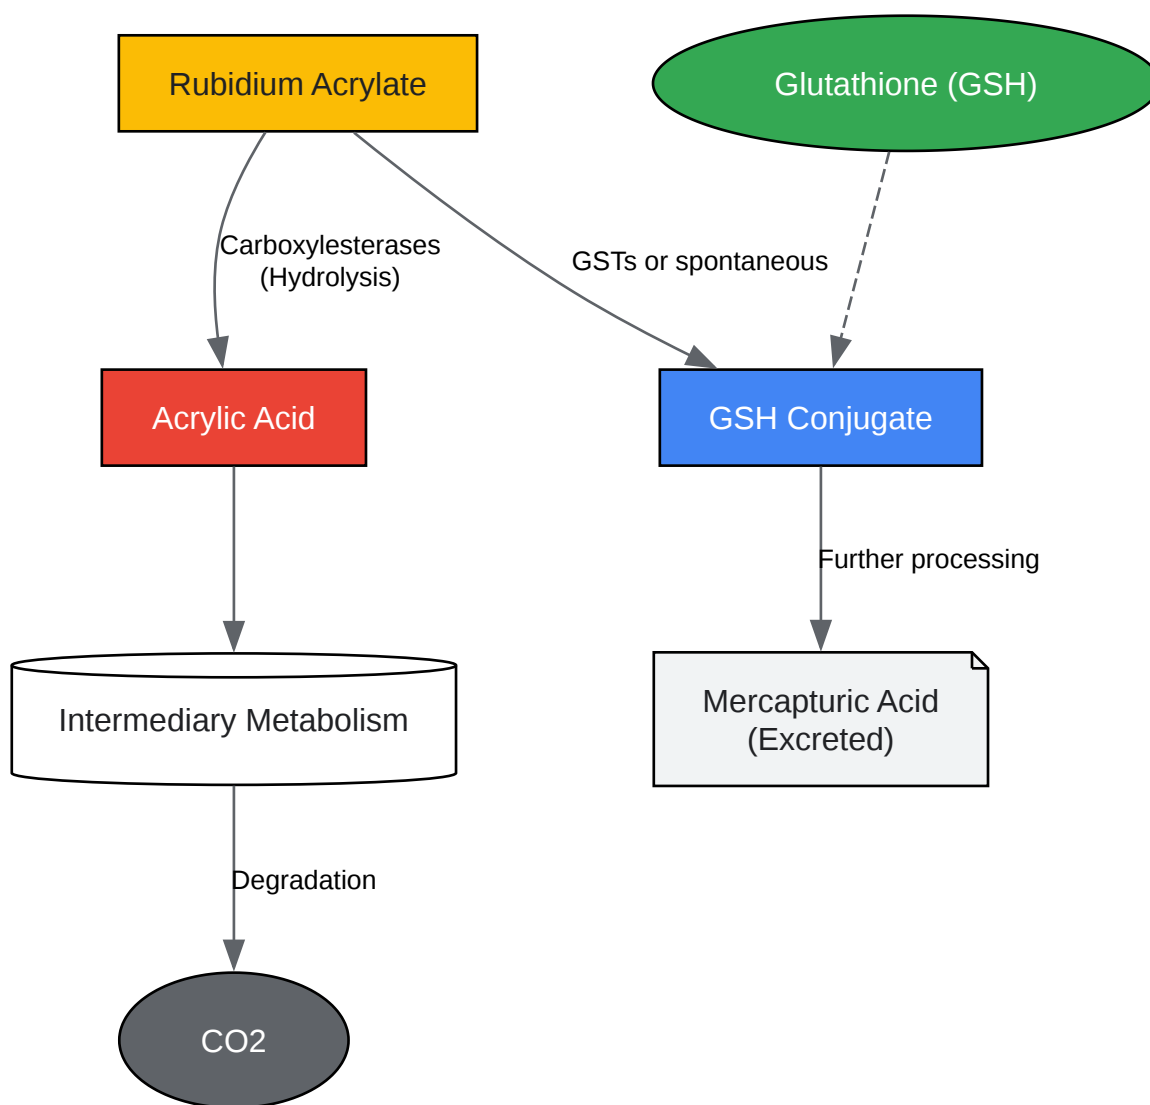 Rubidium Acrylate
Glutathione (GSH)
Carboxylesterases
(Hydrolysis)
GSTs or spontaneous
Acrylic Acid
GSH Conjugate
Further processing
Intermediary Metabolism
Mercapturic Acid
(Excreted)
Degradation
CO2